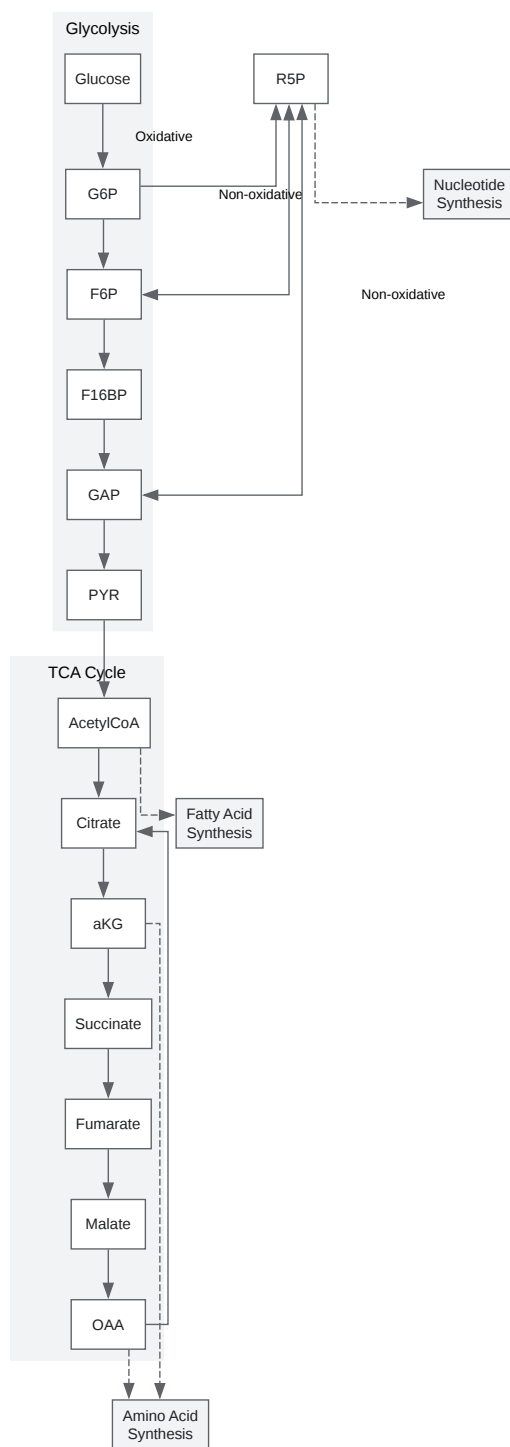 Glycolysis
Glucose
R5P
Oxidative
G6P
Non-oxidative
Nucleotide
Synthesis
F6P
Non-oxidative
F16BP
GAP
PYR
TCA Cycle
AcetylCoA
Citrate
Fatty Acid
Synthesis
aKG
Succinate
Fumarate
Malate
OAA
Amino Acid
Synthesis